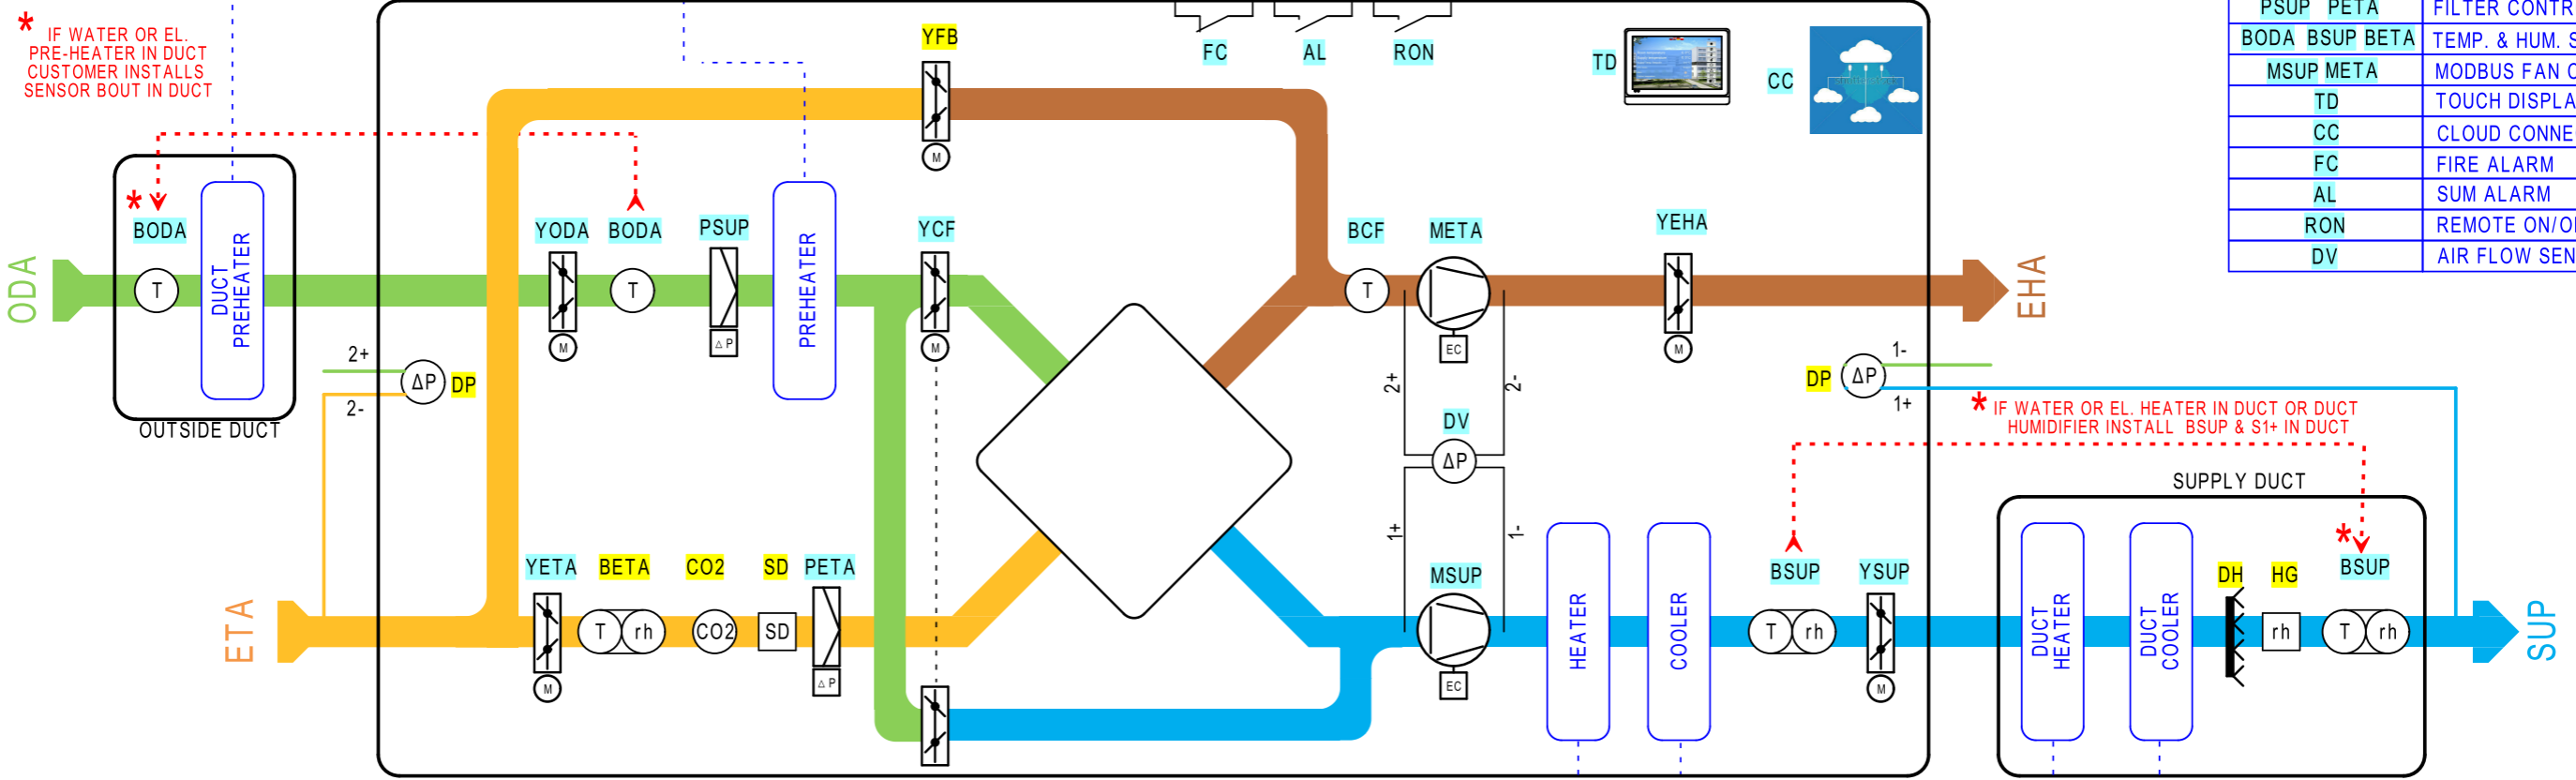 * IF WATER OR EL.
PRE-HEATER IN DUCT
CUSTOMER INSTALLS
SENSOR BOUT IN DUCT
YFB
FC AL RON
TD
CC
PSUP PETA FILTER CONTR
BODA BSUP BETA TEMP. & HUM. S
MSUP META MODBUS FAN
TD TOUCH DISPLA
CC CLOUD CONNE
FC FIRE ALARM
AL SUM ALARM
RON REMOTE ON/O
DV AIR FLOW SEN
M
* BODA
YODA BODA PSUP YCF BCF META YEHA
ODA
T
DUCT
PREHEATER
T
PREHEATER
T
EHA
M
Δ P
M
EC
M
OUTSIDE DUCT
2+
ΔP DP
2-
2+ 2-
DV
ΔP
1+ 1-
DP ΔP
1-
1+
* IF WATER OR EL. HEATER IN DUCT OR DUCT
HUMIDIFIER INSTALL BSUP & S1+ IN DUCT
SUPPLY DUCT
YETA BETA CO2 SD PETA
MSUP
BSUP YSUP
DH HG * BSUP
ETA
T rh CO2 SD
HEATER
COOLER
T rh
DUCT
HEATER
DUCT
COOLER
rh
T rh
SUP
M
Δ P
EC
M